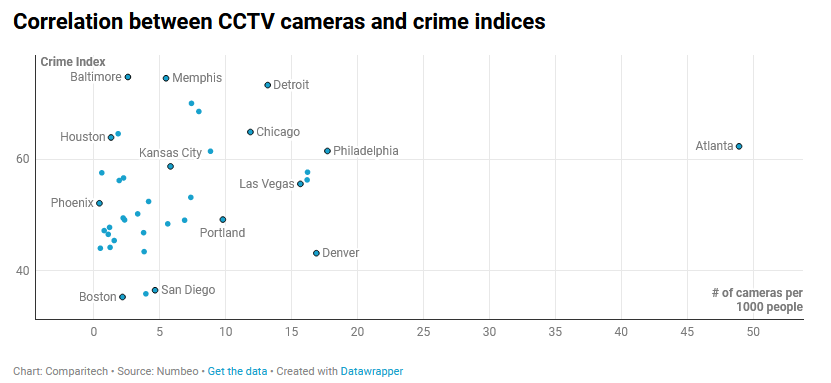 Correlation between CCTV cameras and crime indices
Crime Index
Baltimore
Memphis
Detroit
Houston
Chicago
Kansas City
Philadelphia
Atlanta
60
Las Vegas
Phoenix
Portland
Denver
40
Boston
San Diego
# of cameras per
1000 people
0 5 10 15 20 25 30 35 40 45 50
Chart: Comparitech • Source: Numbeo • Get the data • Created with Datawrapper